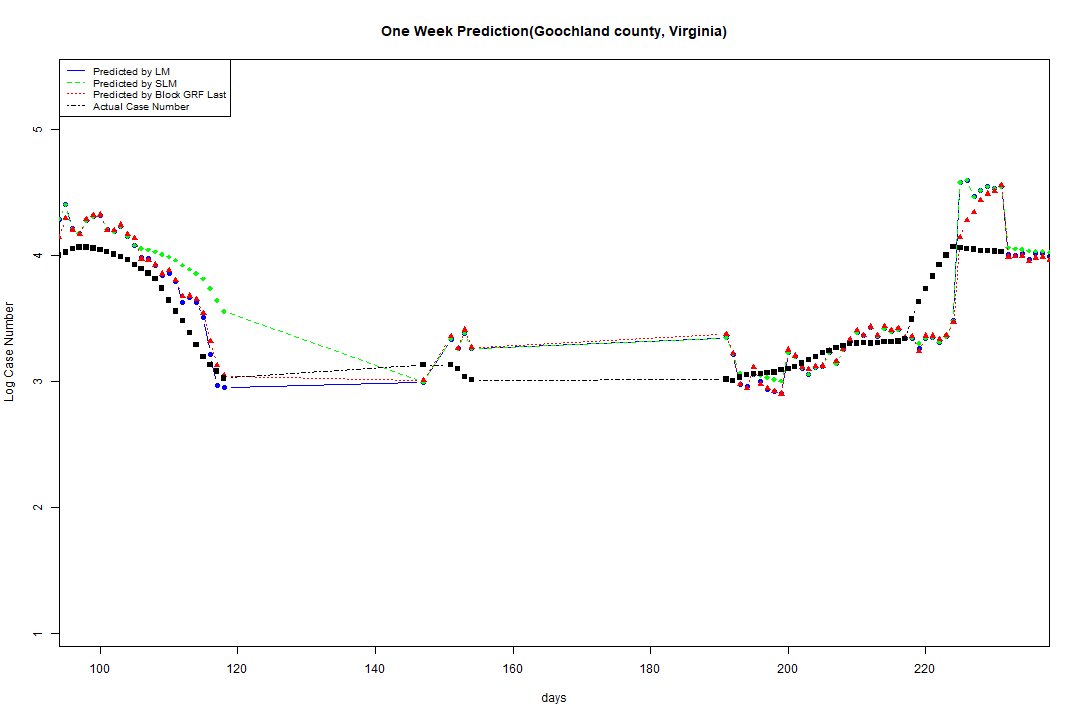 One Week Prediction(Goochland county, Virginia)
Predicted by LM
Predicted by SLM
Predicted by Block GRF Last
Actual Case Number
5
4
3
2
1
Log Case Number
100 120 140 160 180 200 220
days